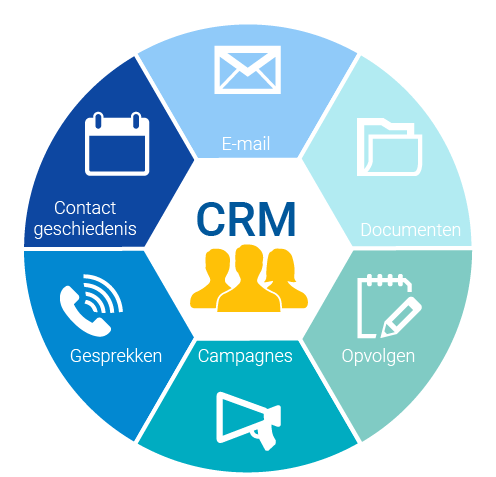 E-mail
Contact
geschiedenis
CRM
Documenten
Gesprekken
Campagnes
Opvolgen